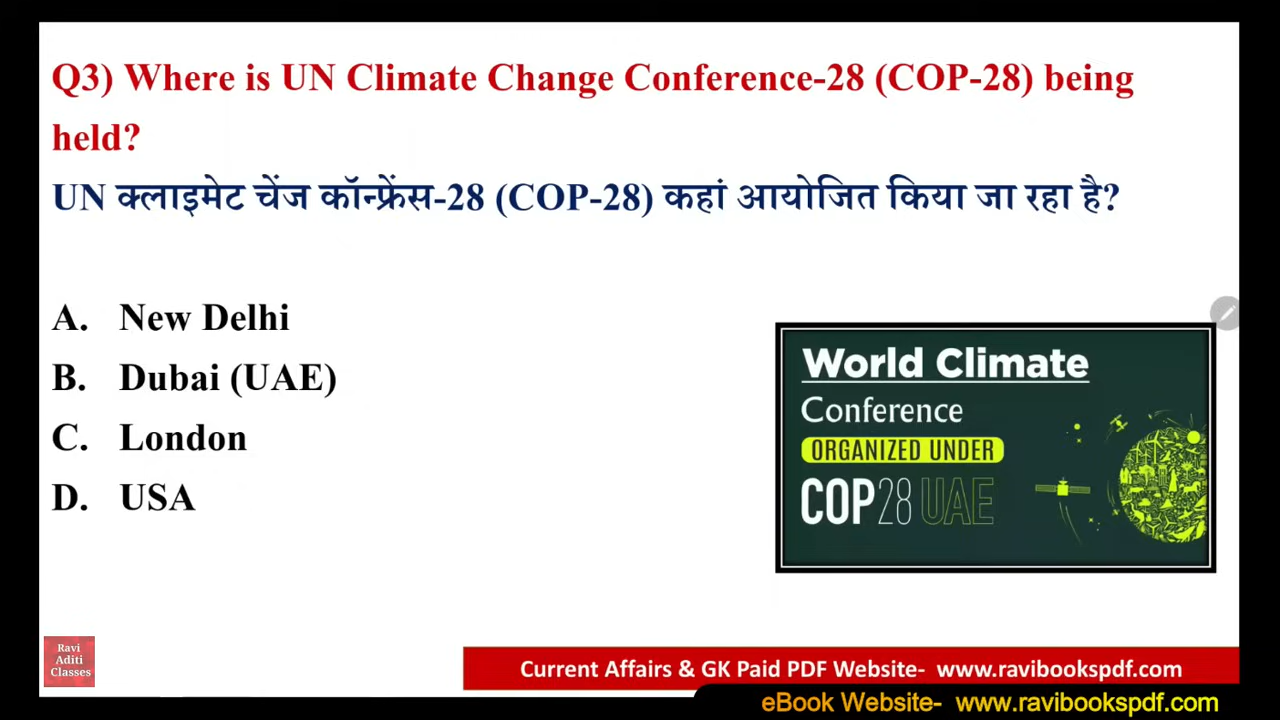 Q3) Where is UN Climate Change Conference-28 (COP-28) being
held?
UN क्लाइमेट चेंज कॉन्फ्रेंस-28 (COP-28) कहां आयोजित किया जा रहा है?
A. New Delhi
B. Dubai (UAE)
C. London
D. USA
World Climate
Conference
ORGANIZED UNDER
COP28 UAE
Ravi
Aditi
Classes
Current Affairs & GK Paid PDF Website- www.ravibookspdf.com
eBook Website- www.ravibookspdf.com